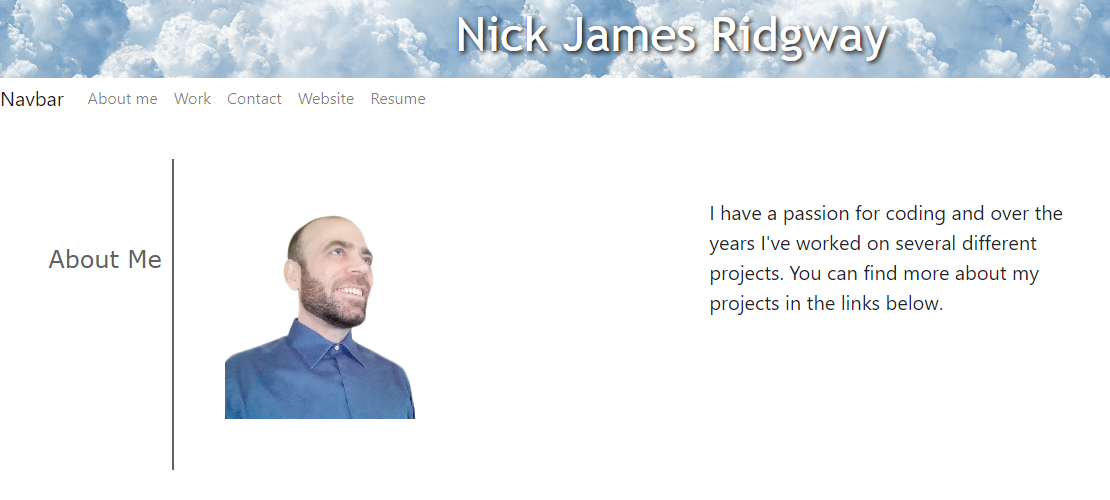 Nick James Ridgway
Navbar About me Work Contact Website Resume
About Me
I have a passion for coding and over the
years I've worked on several different
projects. You can find more about my
projects in the links below.